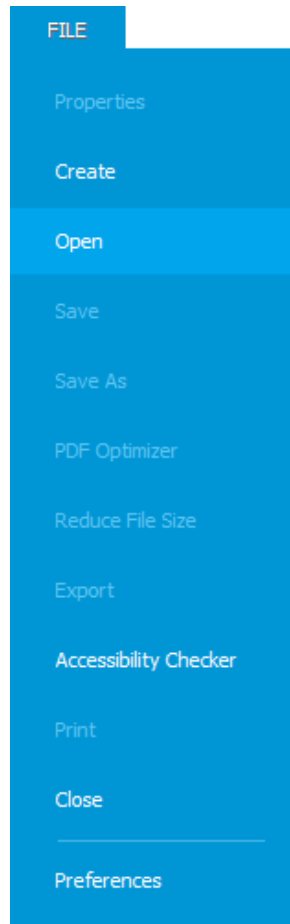 FILE
Properties
Create
Open
Save
Save As
PDF Optimizer
Reduce File Size
Export
Accessibility Checker
Print
Close
Preferences